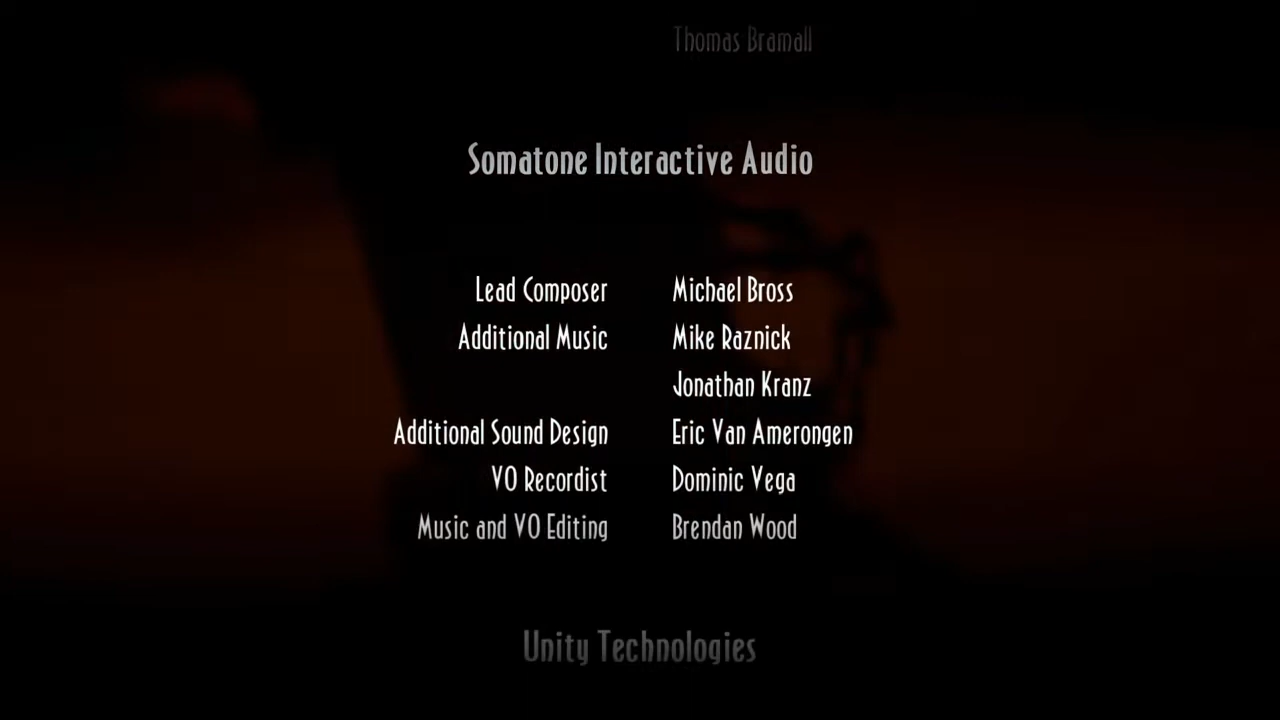 Thomas Bramall
Somatone Interactive Audio
Lead Composer Michael Bross
Additional Music Mike Raznick
Jonathan Kranz
Additional Sound Design Eric Van Amerongen
VO Recordist Dominic Vega
Music and VO Editing Brendan Wood
Unity Technologies